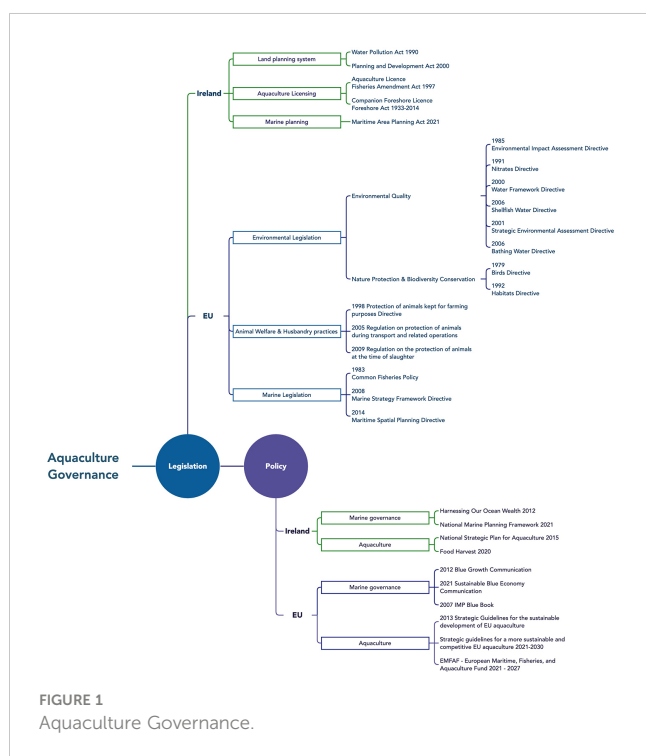 Water Pollution Act 1990
Land planning system
Planning and Development Act 2000
Aquaculture Licence
Fisheries Amendment Act 1997
Ireland
Aquaculture Licensing
Companion Foreshore Licence
Foreshore Act 1933-2014
Marine planning
Maritime Area Planning Act 2021
1985
Environmental Impact Assessment Directive
1991
Nitrates Directive
2000
Water Framework Directive
Environmental Quality
2006
Shellfish Water Directive
2001
Strategic Environmental Assessment Directive
Environmental Legislation
2006
Bathing Water Directive
1979
Birds Directive
Nature Protection & Biodiversity Conservation
1992
Habitats Directive
EU
1998 Protection of animals kept for farming
purposes Directive
Animal Welfare & Husbandry practices
2005 Regulation on protection of animals
during transport and related operations
2009 Regulation on the protection of animals
at the time of slaughter
1983
Common Fisheries Policy
Marine Legislation
2008
Marine Strategy Framework Directive
2014
Maritime Spatial Planning Directive
Aquaculture
Governance
Legislation
Policy
Harnessing Our Ocean Wealth 2012
Marine governance
National Marine Planning Framework 2021
Ireland
National Strategic Plan for Aquaculture 2015
Aquaculture
Food Harvest 2020
2012 Blue Growth Communication
Marine governance
2021 Sustainable Blue Economy
Communication
2007 IMP Blue Book
EU
2013 Strategic Guidelines for the sustainable
development of EU aquaculture
Aquaculture
Strategic guidelines for a more sustainable and
competitive EU aquaculture 2021-2030
EMFAF - European Maritime, Fisheries, and
Aquaculture Fund 2021 - 2027
FIGURE 1
Aquaculture Governance.